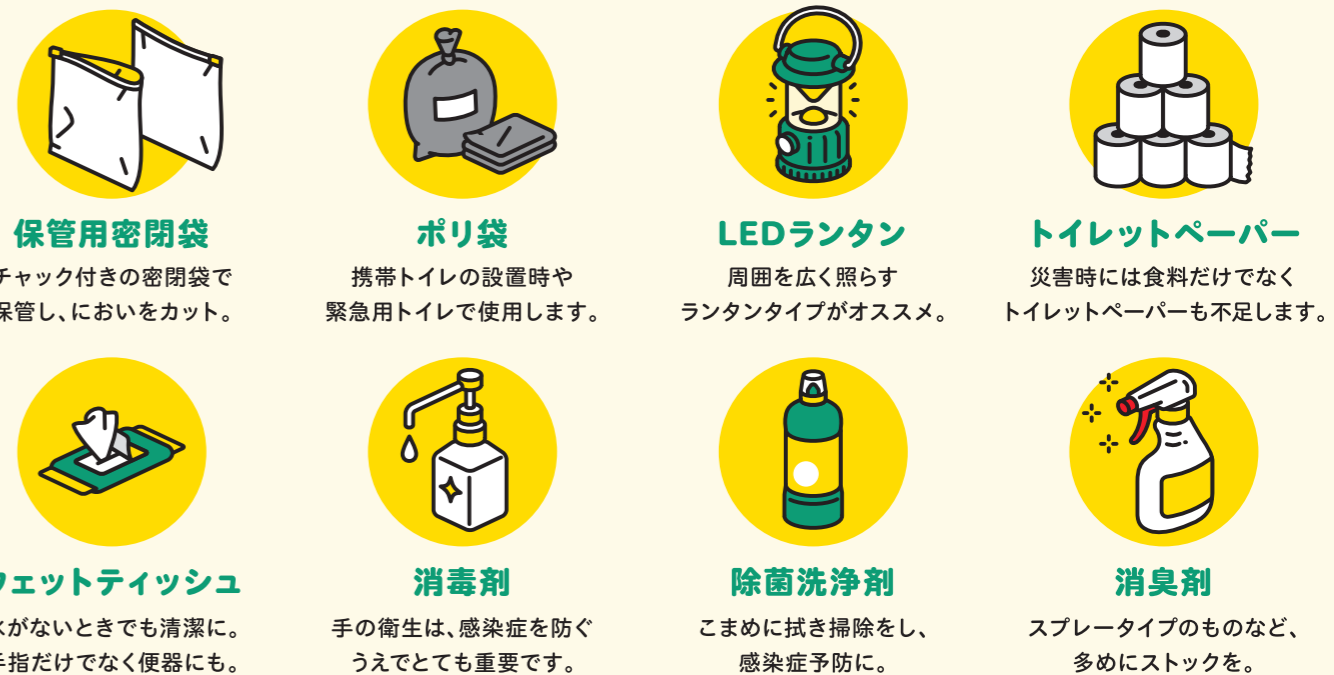 保管用密閉袋
チャック付きの密閉袋で
保管し、においをカット。
ポリ袋
携帯トイレの設置時や
緊急用トイレで使用します。
LEDランタン
周囲を広く照らす
ランタンタイプがオススメ。
トイレットペーパー
災害時には食料だけでなく
トイレットペーパーも不足します。
ウェットティッシュ
水がないときでも清潔に。
手指だけでなく便器にも。
消毒剤
手の衛生は、感染症を防ぐ
うえでとても重要です。
除菌洗浄剤
こまめに拭き掃除をし、
感染症予防に。
消臭剤
スプレータイプのものなど、
多めにストックを。